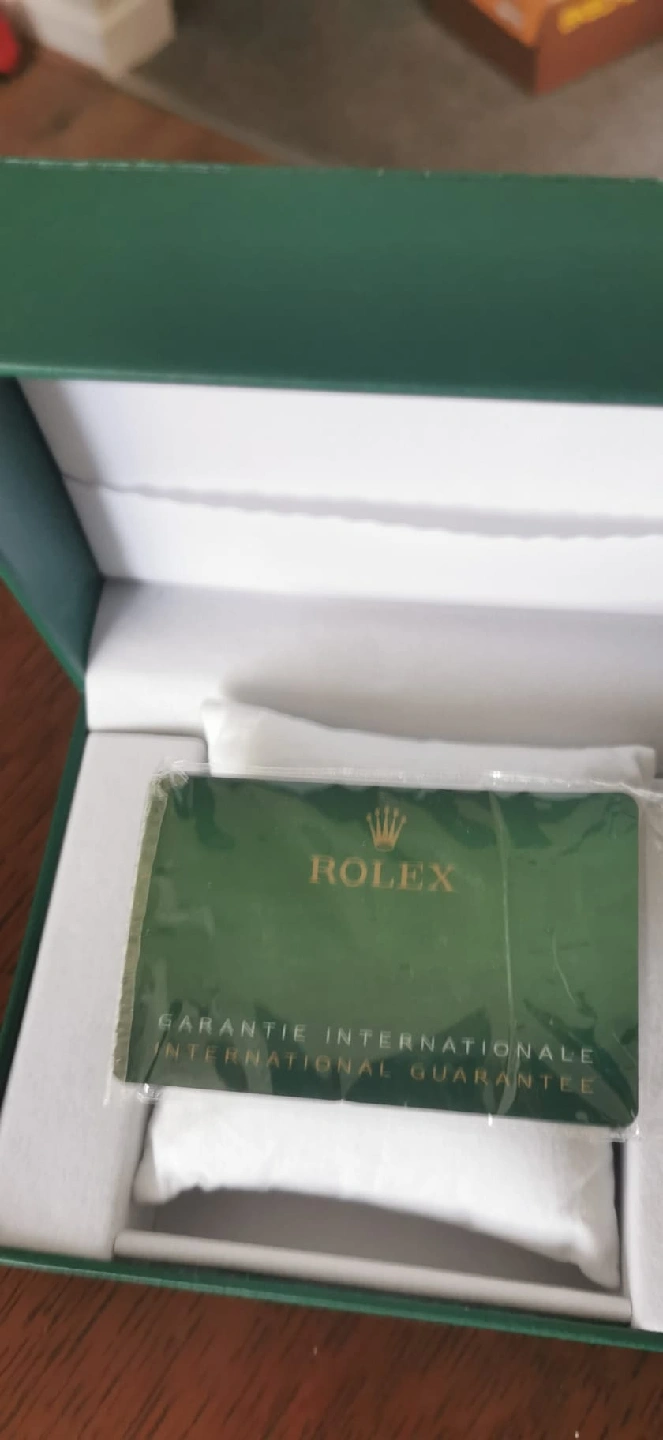 ROLEX
GARANTIE INTERNATIONALE
INTERNATIONAL GUARANTEE